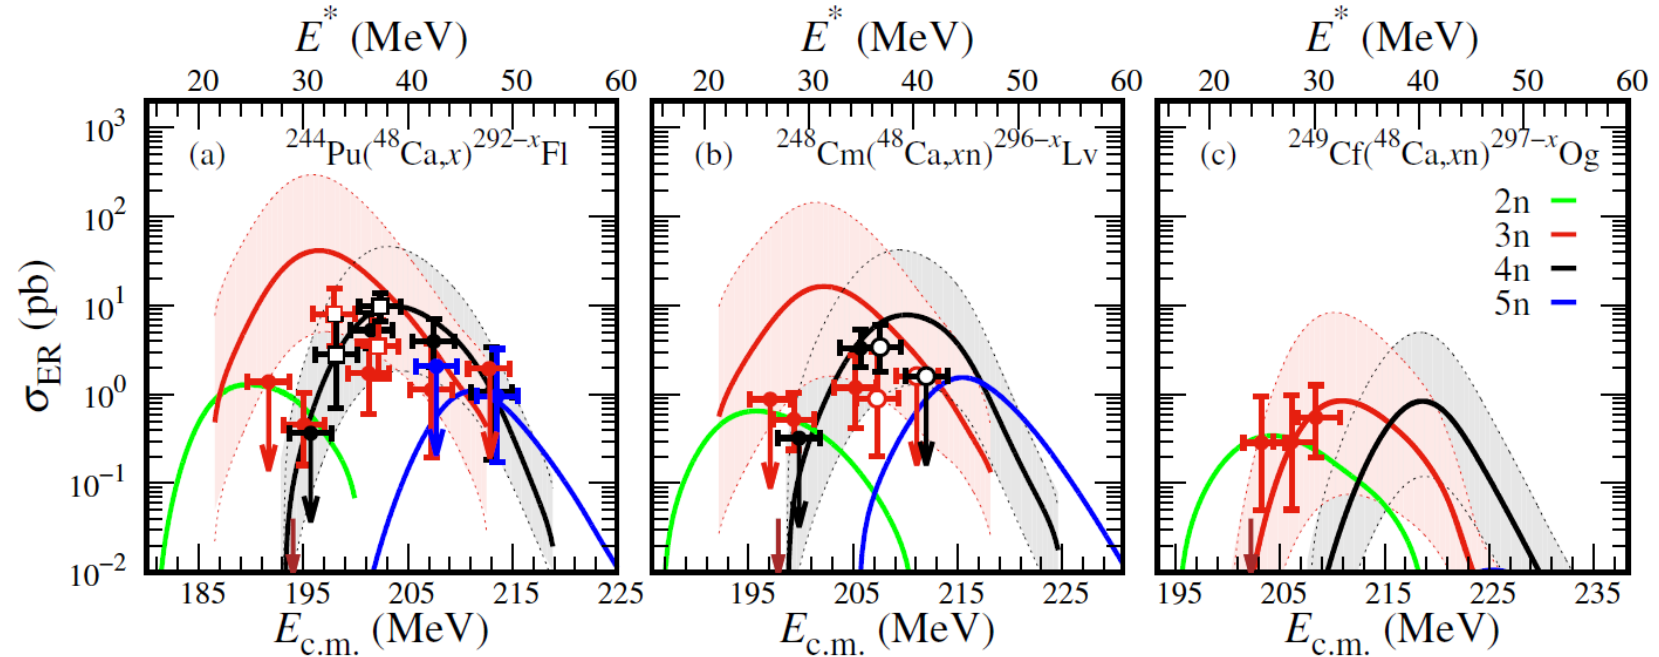 E* (MeV) E* (MeV) E* (MeV)
20 30 40 50 60 20 30 40 50 60 20 30 40 50 60
10³ (a) ²⁴⁴Pu(⁴⁸Ca,x)²⁹²⁻ˣFl (b) ²⁴⁸Cm(⁴⁸Ca,xn)²⁹⁶⁻ˣLv (c) ²⁴⁹Cf(⁴⁸Ca,xn)²⁹⁷⁻ˣOg
10²
10¹
10⁰
10⁻¹
10⁻²
σER (pb)
2n
3n
4n
5n
185 195 205 215 225 195 205 215 225 195 205 215 225 235
Ec.m. (MeV) Ec.m. (MeV) Ec.m. (MeV)